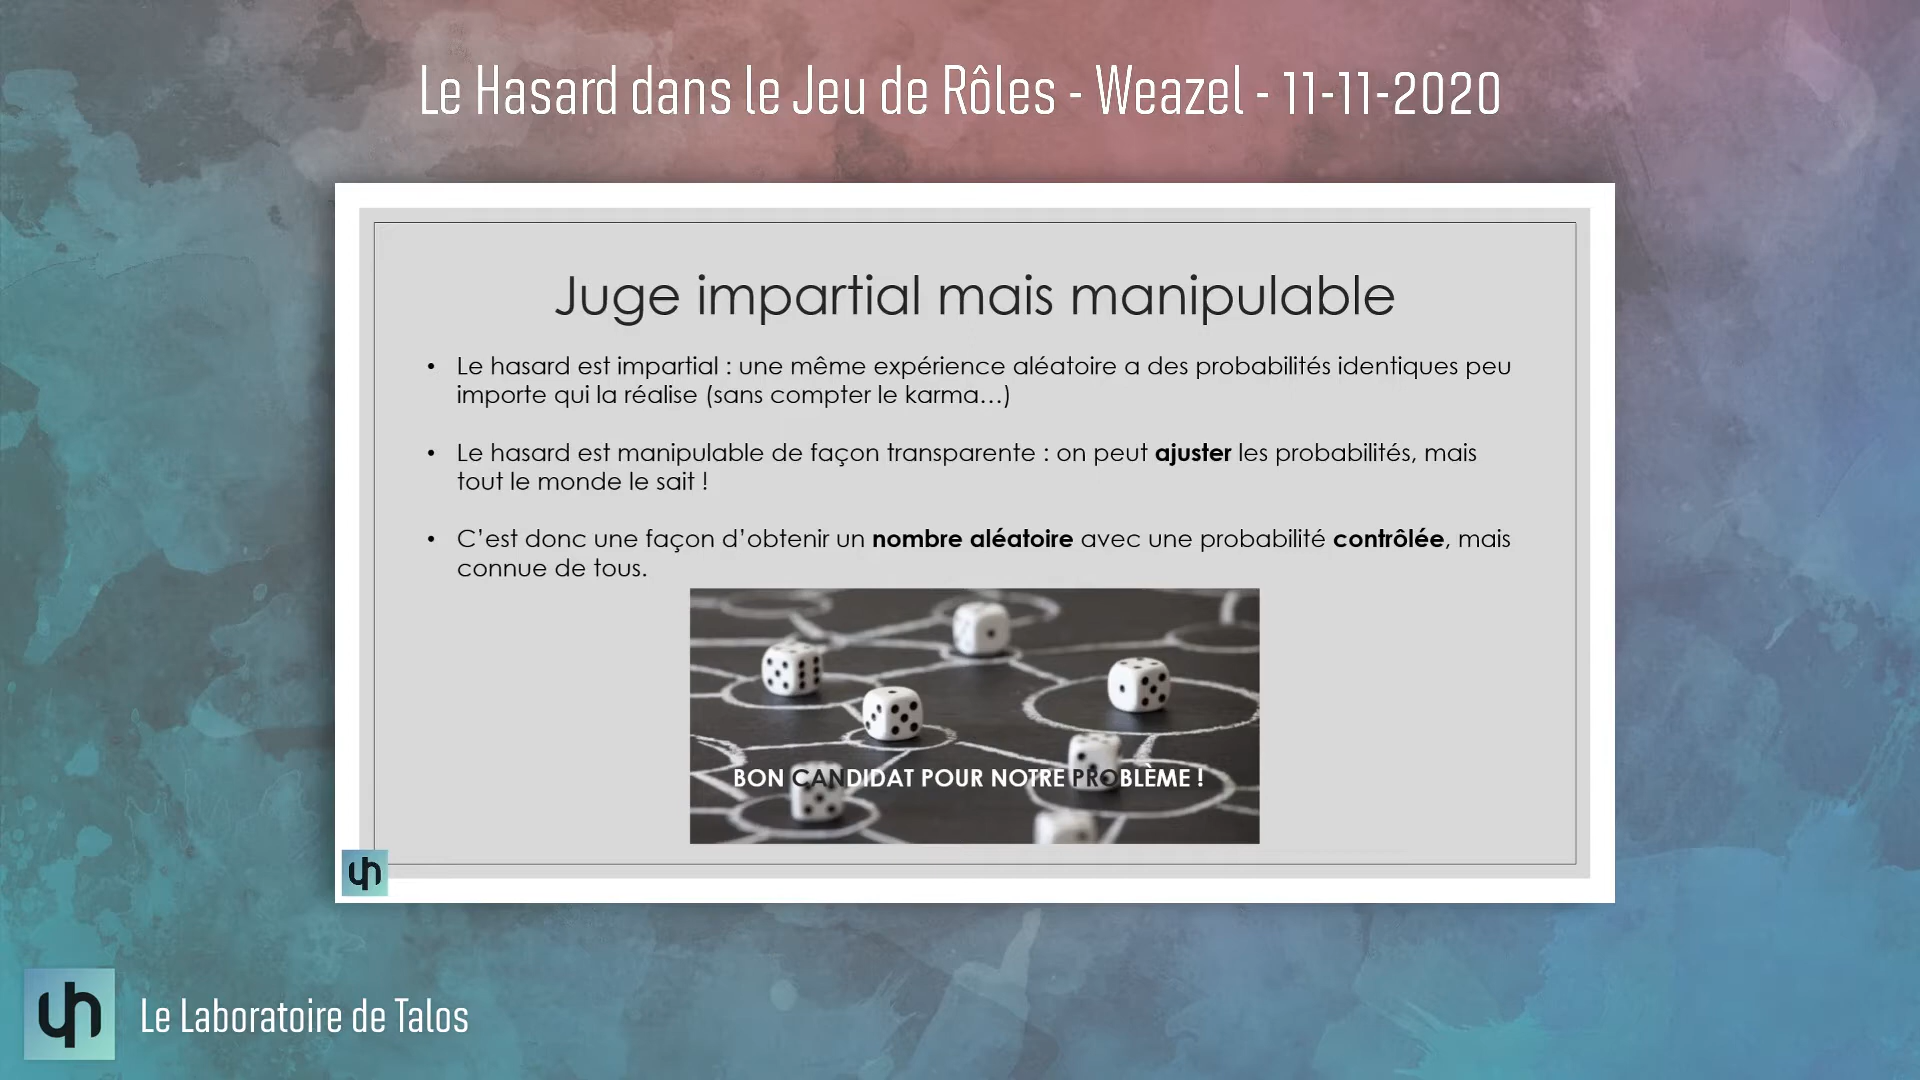 Le Hasard dans le Jeu de Rôles - Weazel - 11-11-2020
Juge impartial mais manipulable
• Le hasard est impartial : une même expérience aléatoire a des probabilités identiques peu
importe qui la réalise (sans compter le karma…)
• Le hasard est manipulable de façon transparente : on peut ajuster les probabilités, mais
tout le monde le sait !
• C’est donc une façon d’obtenir un nombre aléatoire avec une probabilité contrôlée, mais
connue de tous.
BON CANDIDAT POUR NOTRE PROBLÈME !
Le Laboratoire de Talos